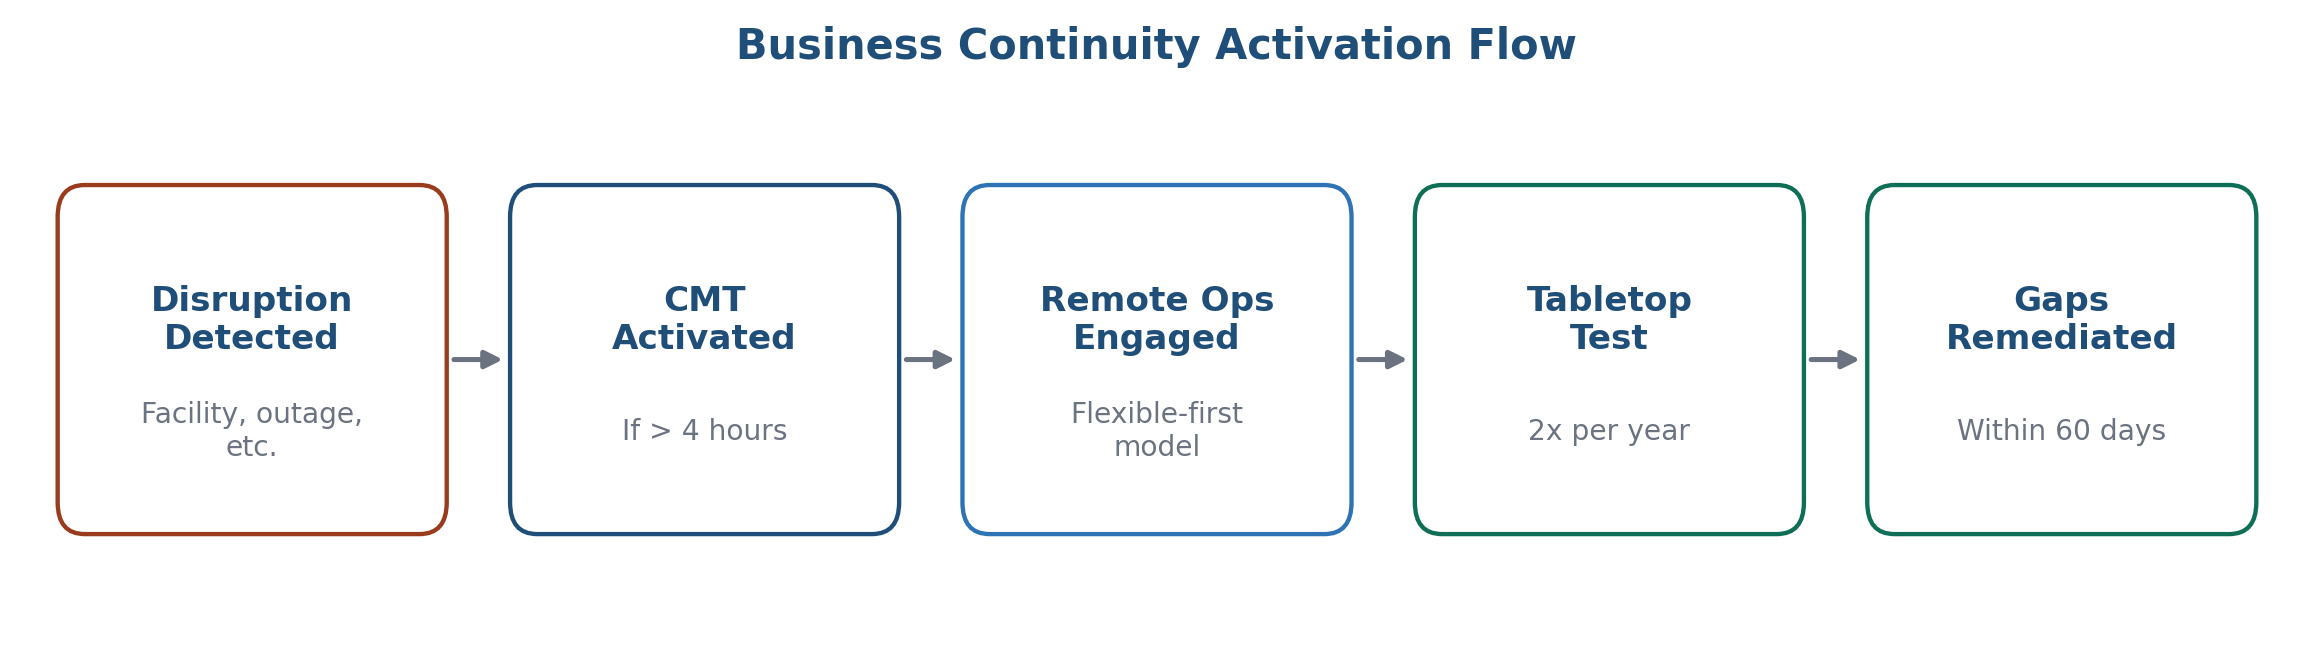 Business Continuity Activation Flow
Disruption
Detected
Facility, outage,
etc.
CMT
Activated
If > 4 hours
Remote Ops
Engaged
Flexible-first
model
Tabletop
Test
2x per year
Gaps
Remediated
Within 60 days